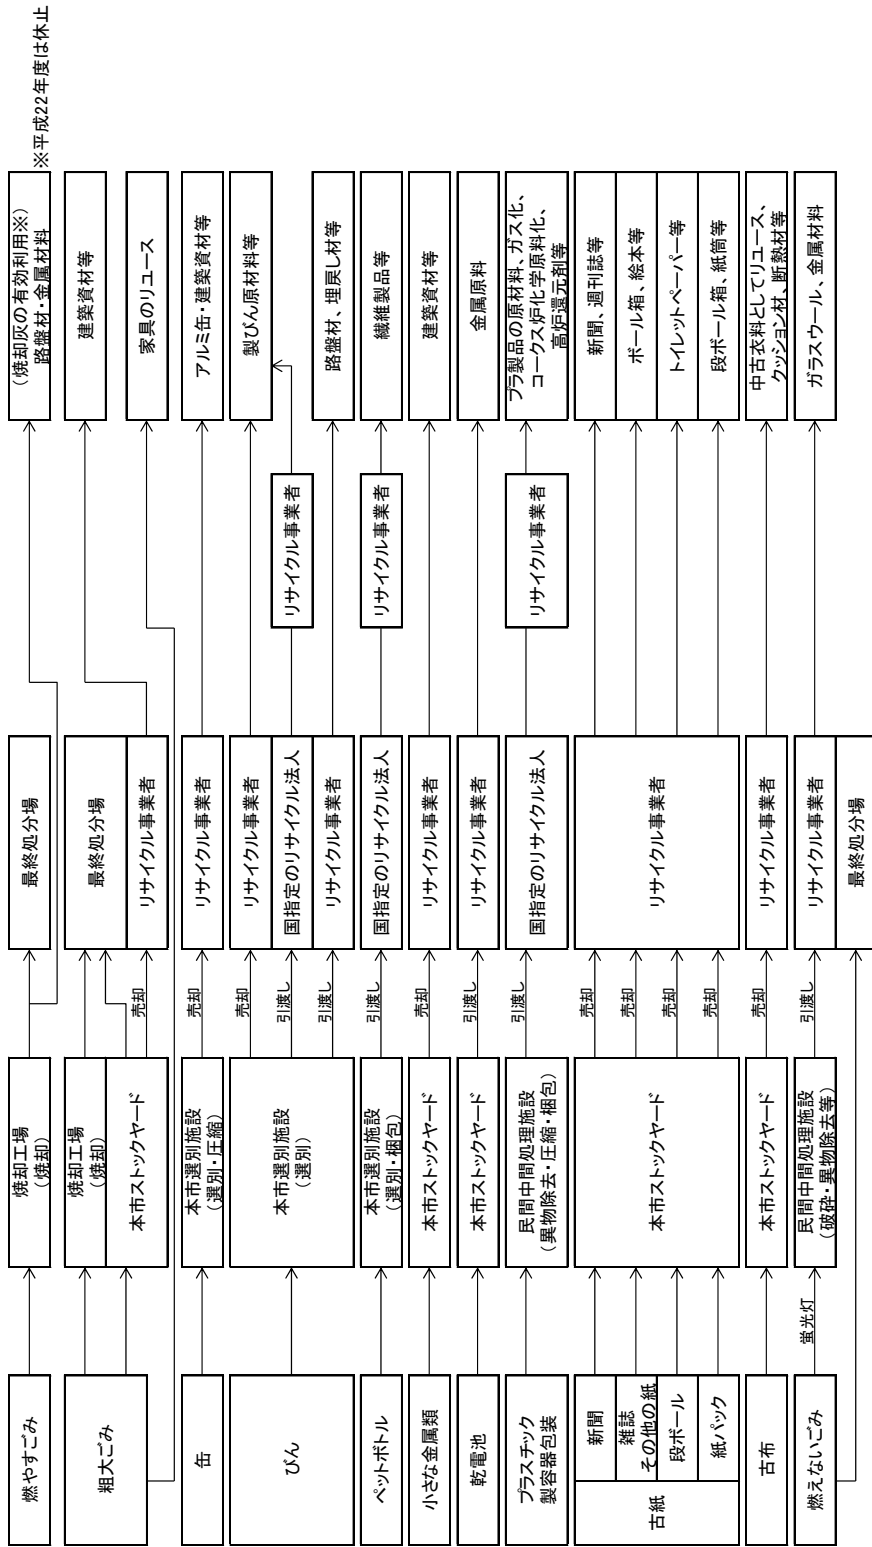 燃やすごみ
焼却工場
(焼却)
最終処分場
(焼却灰の有効利用※)
路盤材・金属材料
※平成22年度は休止
粗大ごみ
焼却工場
(焼却)
本市ストックヤード
売却
最終処分場
リサイクル事業者
建築資材等
家具のリユース
缶
本市選別施設
(選別・圧縮)
売却
リサイクル事業者
アルミ缶・建築資材等
びん
本市選別施設
(選別)
売却
引渡し
引渡し
リサイクル事業者
国指定のリサイクル法人
リサイクル事業者
リサイクル事業者
製びん原材料等
路盤材、埋戻し材等
ペットボトル
本市選別施設
(選別・梱包)
引渡し
国指定のリサイクル法人
リサイクル事業者
繊維製品等
小さな金属類
本市ストックヤード
売却
リサイクル事業者
建築資材等
乾電池
本市ストックヤード
引渡し
リサイクル事業者
金属原料
プラスチック
製容器包装
民間中間処理施設
(異物除去・圧縮・梱包)
引渡し
国指定のリサイクル法人
リサイクル事業者
プラ製品の原材料、ガス化、
コークス炉化学原料化、
高炉還元剤等
古紙
新聞
雑誌
その他の紙
段ボール
紙パック
本市ストックヤード
売却
売却
売却
売却
リサイクル事業者
新聞、週刊誌等
ボール箱、絵本等
トイレットペーパー等
段ボール箱、紙筒等
古布
本市ストックヤード
売却
リサイクル事業者
中古衣料としてリユース、
クッション材、断熱材等
燃えないごみ
蛍光灯
民間中間処理施設
(破砕・異物除去等)
引渡し
リサイクル事業者
最終処分場
ガラスウール、金属材料